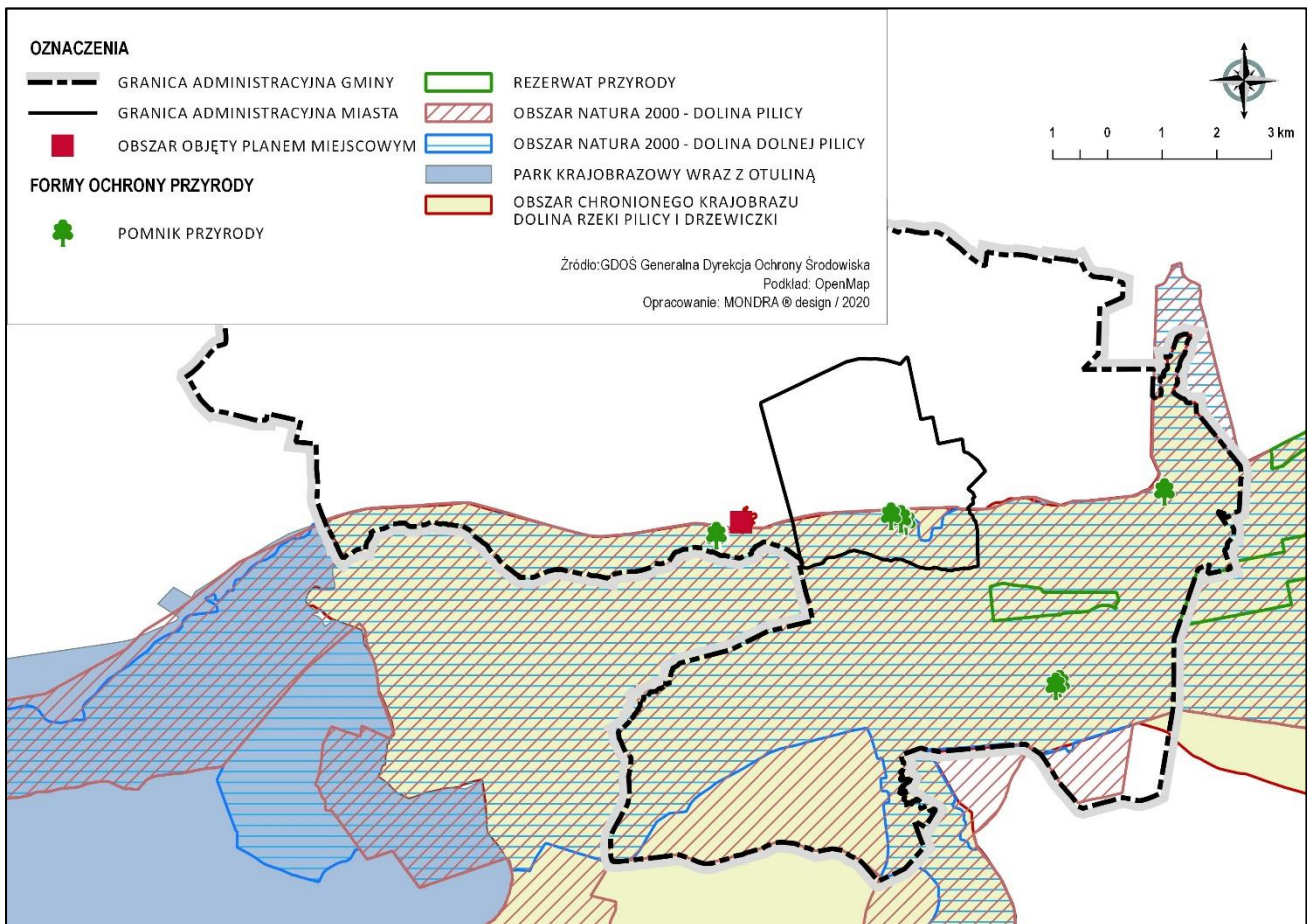 OZNACZENIA
GRANICA ADMINISTRACYJNA GMINY
GRANICA ADMINISTRACYJNA MIASTA
OBSZAR OBJĘTY PLANEM MIEJSCOWYM
FORMY OCHRONY PRZYRODY
POMNIK PRZYRODY
REZERWAT PRZYRODY
OBSZAR NATURA 2000 - DOLINA PILICY
OBSZAR NATURA 2000 - DOLINA DOLNEJ PILICY
PARK KRAJOBRAZOWY WRAZ Z OTULINĄ
OBSZAR CHRONIONEGO KRAJOBRAZU
DOLINA RZEKI PILICY I DRZEWICZKI
Źródło:GDOŚ Generalna Dyrekcja Ochrony Środowiska
Podkład: OpenMap
Opracowanie: MONDRA ® design / 2020
1 0 1 2 3 km